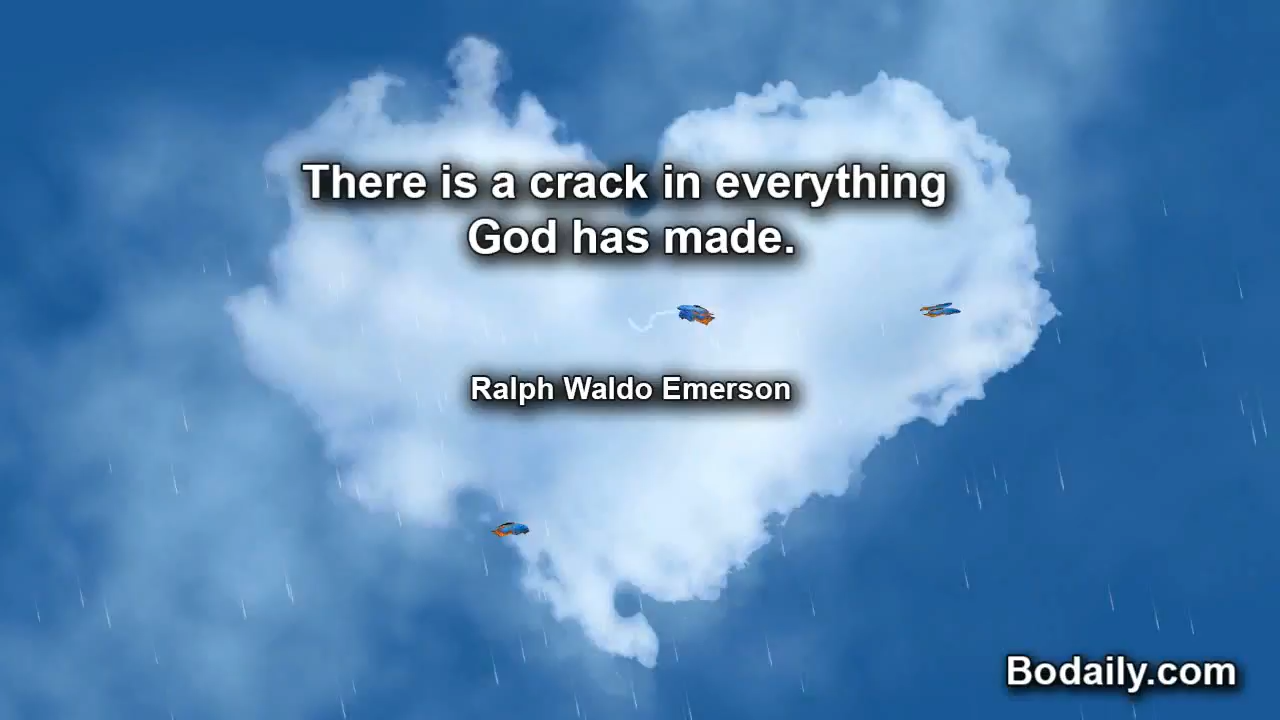 There is a crack in everything
God has made.
Ralph Waldo Emerson
Bodaily.com